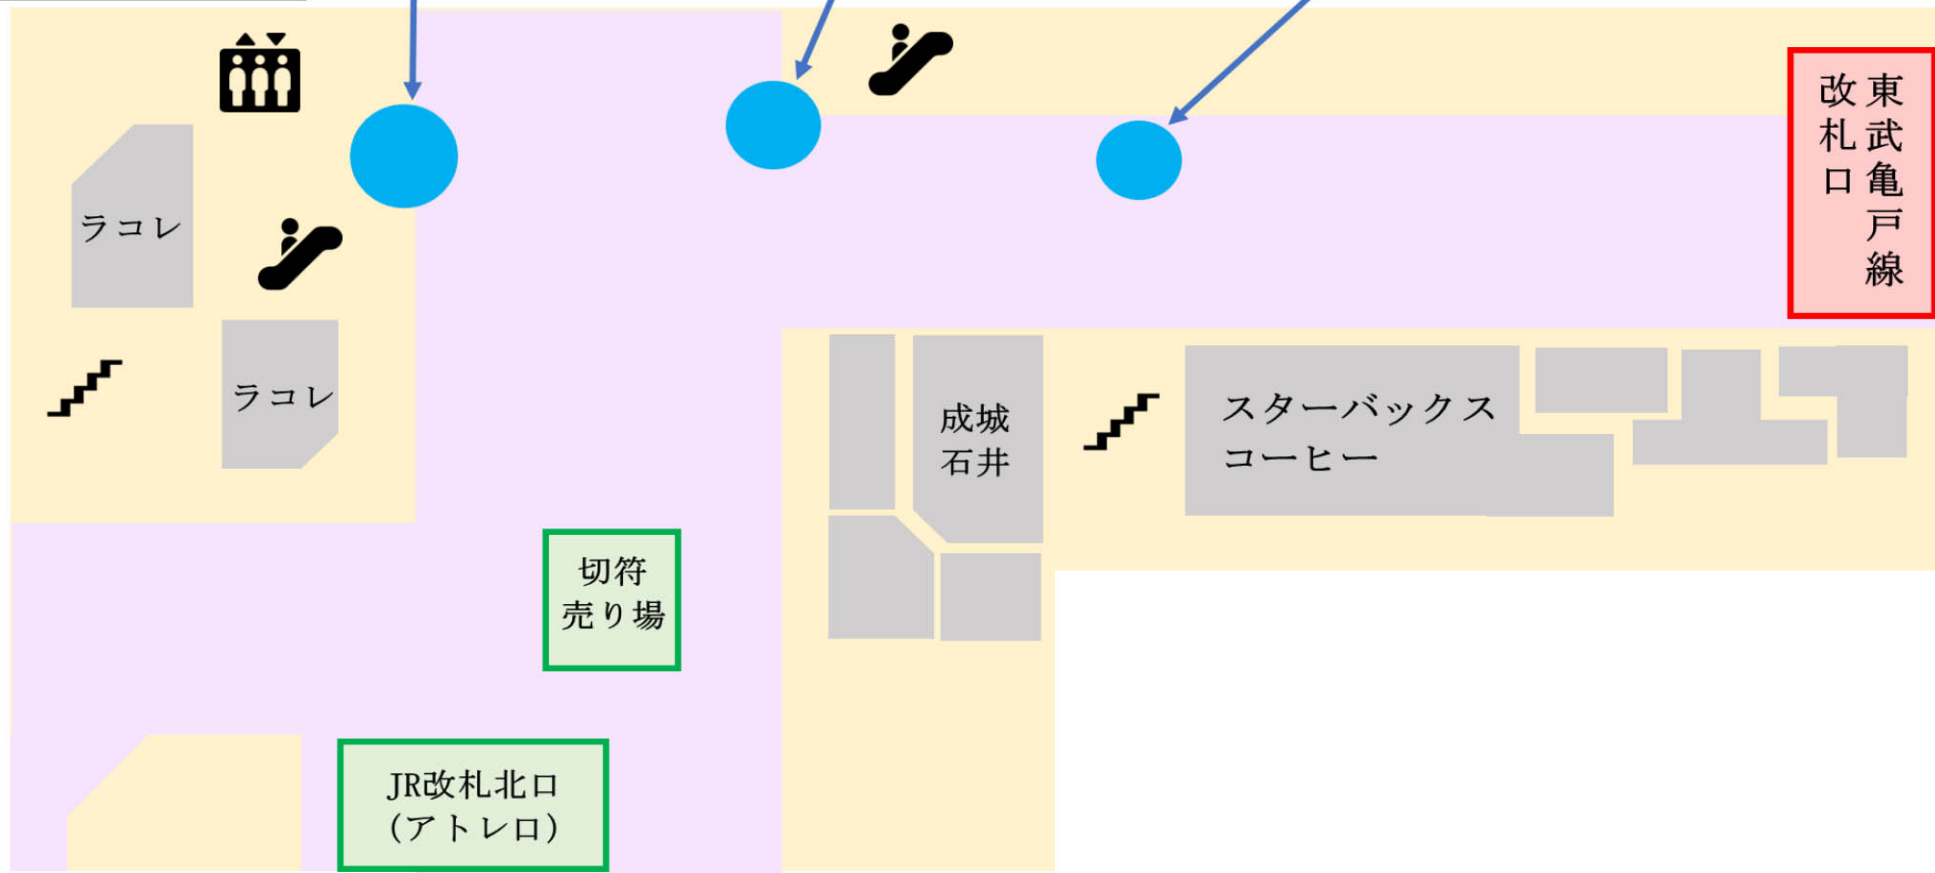 東武亀戸線
改札口
ラコレ
ラコレ
成城
石井
スターバックス
コーヒー
切符
売り場
JR改札北口
(アトレ口)